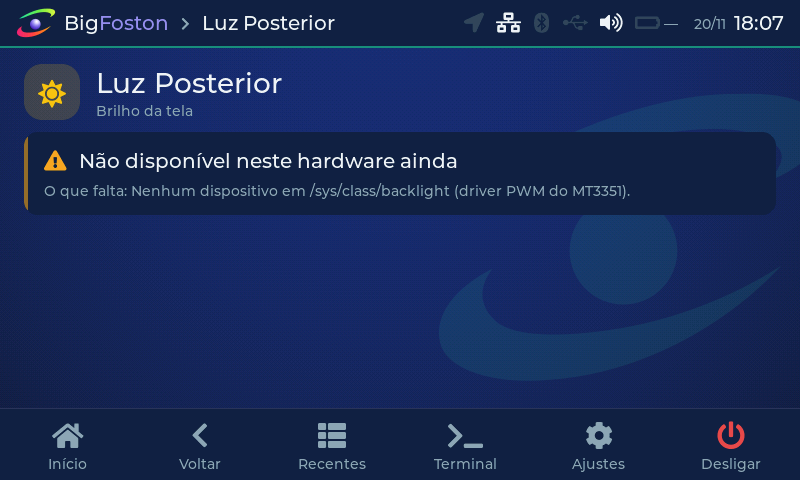 BigFoston > Luz Posterior
20/11 18:07
Luz Posterior
Brilho da tela
Não disponível neste hardware ainda
O que falta: Nenhum dispositivo em /sys/class/backlight (driver PWM do MT3351).
Início
Voltar
Recentes
Terminal
Ajustes
Desligar